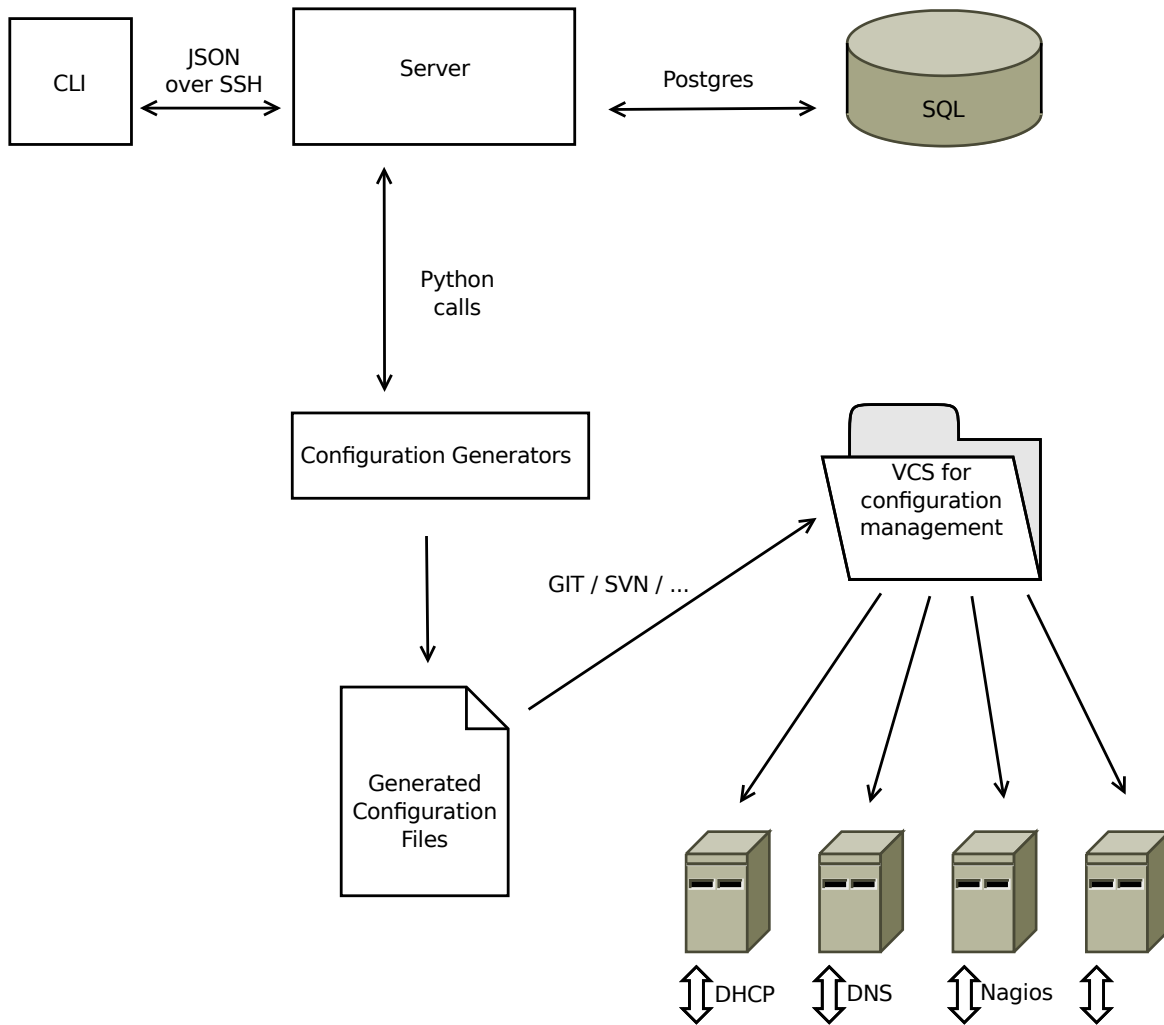 CLI
JSON
over SSH
Server
Postgres
SQL
Python
calls
Configuration Generators
VCS for
configuration
management
GIT / SVN / ...
Generated
Configuration
Files
DHCP
DNS
Nagios